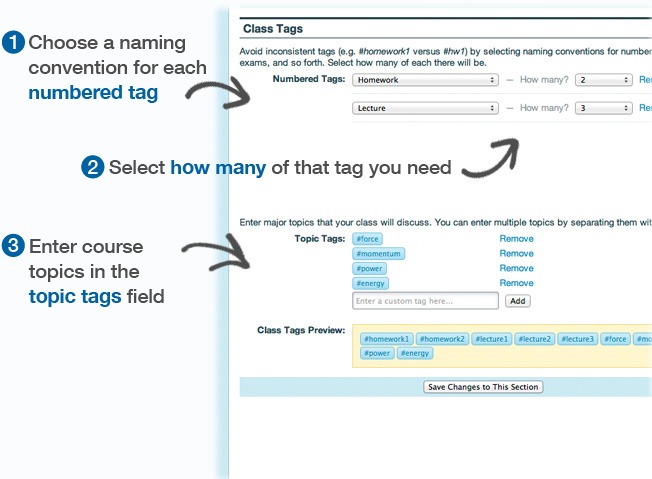 1 Choose a naming
convention for each
numbered tag
Class Tags
Avoid inconsistent tags (e.g. #homework1 versus #hw1) by selecting naming conventions for number
exams, and so forth. Select how many of each there will be.
Numbered Tags: Homework — How many? 2 Re
Lecture — How many? 3 Re
2 Select how many of that tag you need
Enter major topics that your class will discuss. You can enter multiple topics by separating them wit
3 Enter course
topics in the
topic tags field
Topic Tags: #force Remove
#momentum Remove
#power Remove
#energy Remove
Enter a custom tag here... Add
Class Tags Preview: #homework1 #homework2 #lecture1 #lecture2 #lecture3 #force #mo
#power #energy
Save Changes to This Section